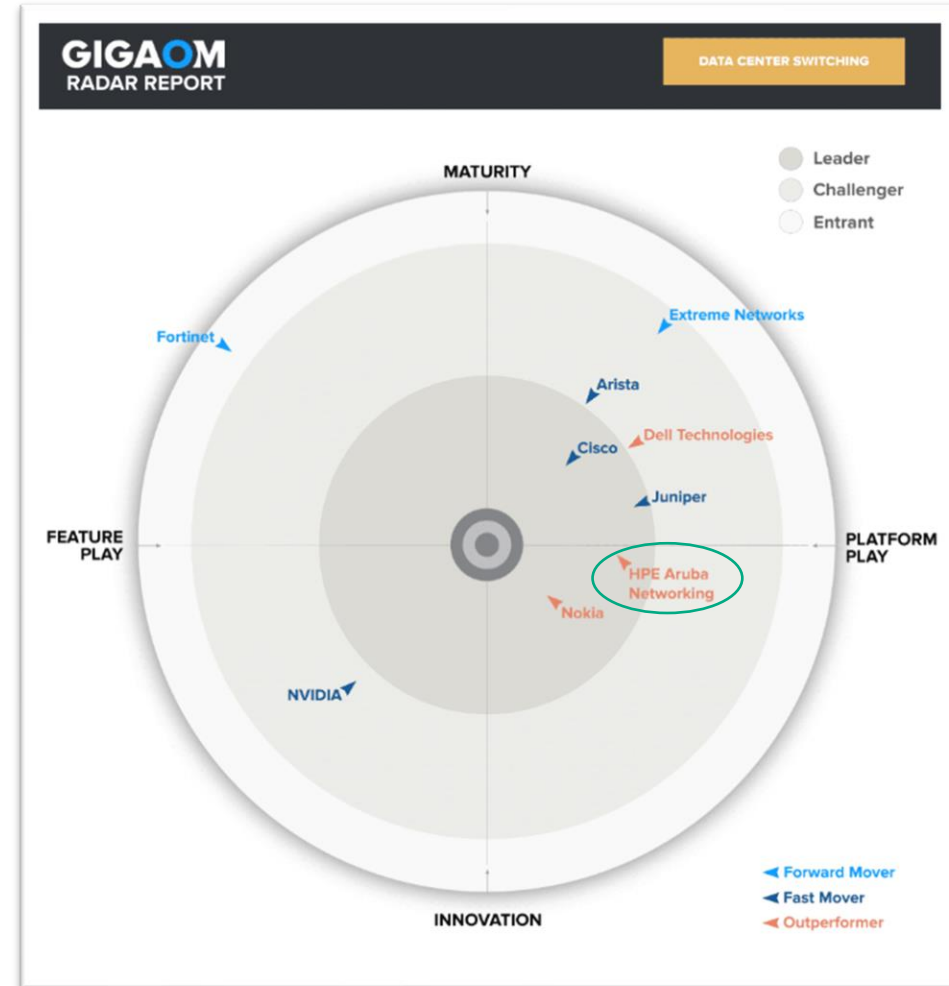 GIGAOM
RADAR REPORT
DATA CENTER SWITCHING
Leader
Challenger
Entrant
MATURITY
Extreme Networks
Fortinet
Arista
Dell Technologies
Cisco
Juniper
FEATURE
PLAY
PLATFORM
PLAY
HPE Aruba
Networking
Nokia
NVIDIA
Forward Mover
Fast Mover
Outperformer
INNOVATION